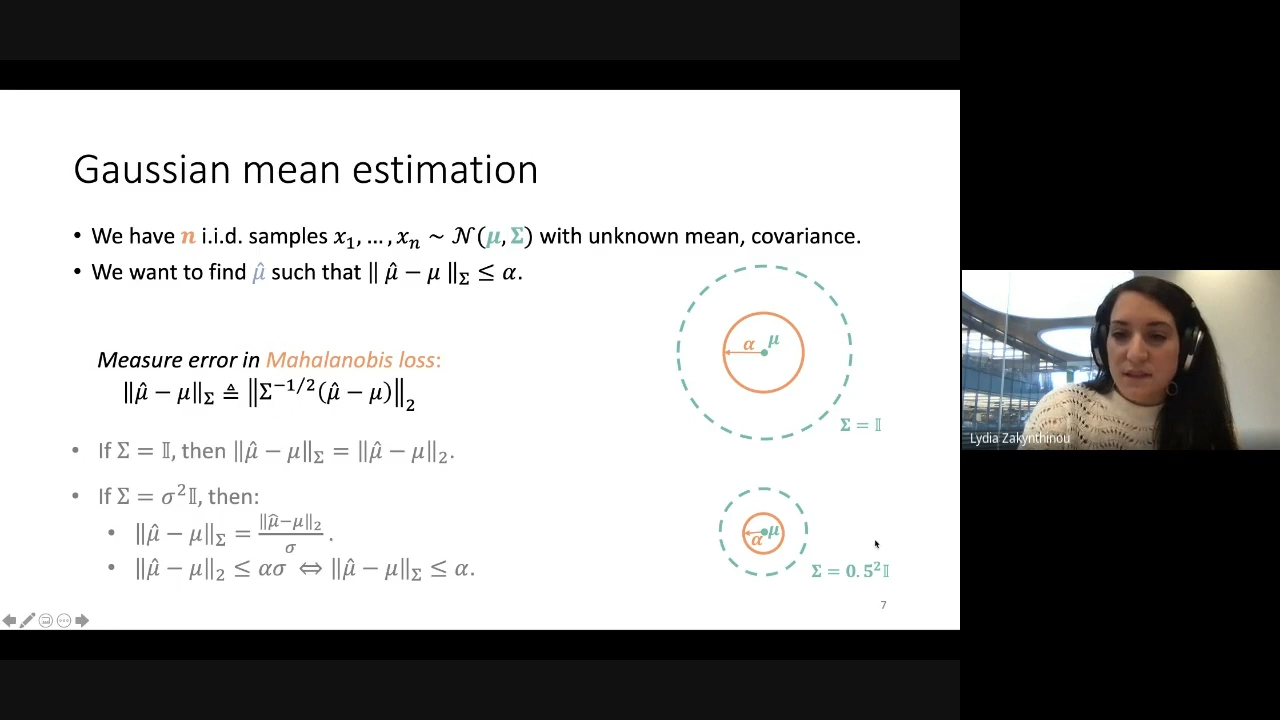 Gaussian mean estimation
• We have n i.i.d. samples x₁, …, xₙ ~ 𝒩(μ, Σ) with unknown mean, covariance.
• We want to find μ̂ such that ‖ μ̂ − μ ‖_Σ ≤ α.
Measure error in Mahalanobis loss:
‖μ̂ − μ‖_Σ ≜ ‖Σ^{−1/2}(μ̂ − μ)‖₂
• If Σ = 𝕀, then ‖μ̂ − μ‖_Σ = ‖μ̂ − μ‖₂.
• If Σ = σ²𝕀, then:
• ‖μ̂ − μ‖_Σ = ‖μ̂−μ‖₂ / σ .
• ‖μ̂ − μ‖₂ ≤ ασ ⟺ ‖μ̂ − μ‖_Σ ≤ α.
α μ
Σ = 𝕀
α μ
Σ = 0.5²𝕀
7
Lydia Zakynthinou